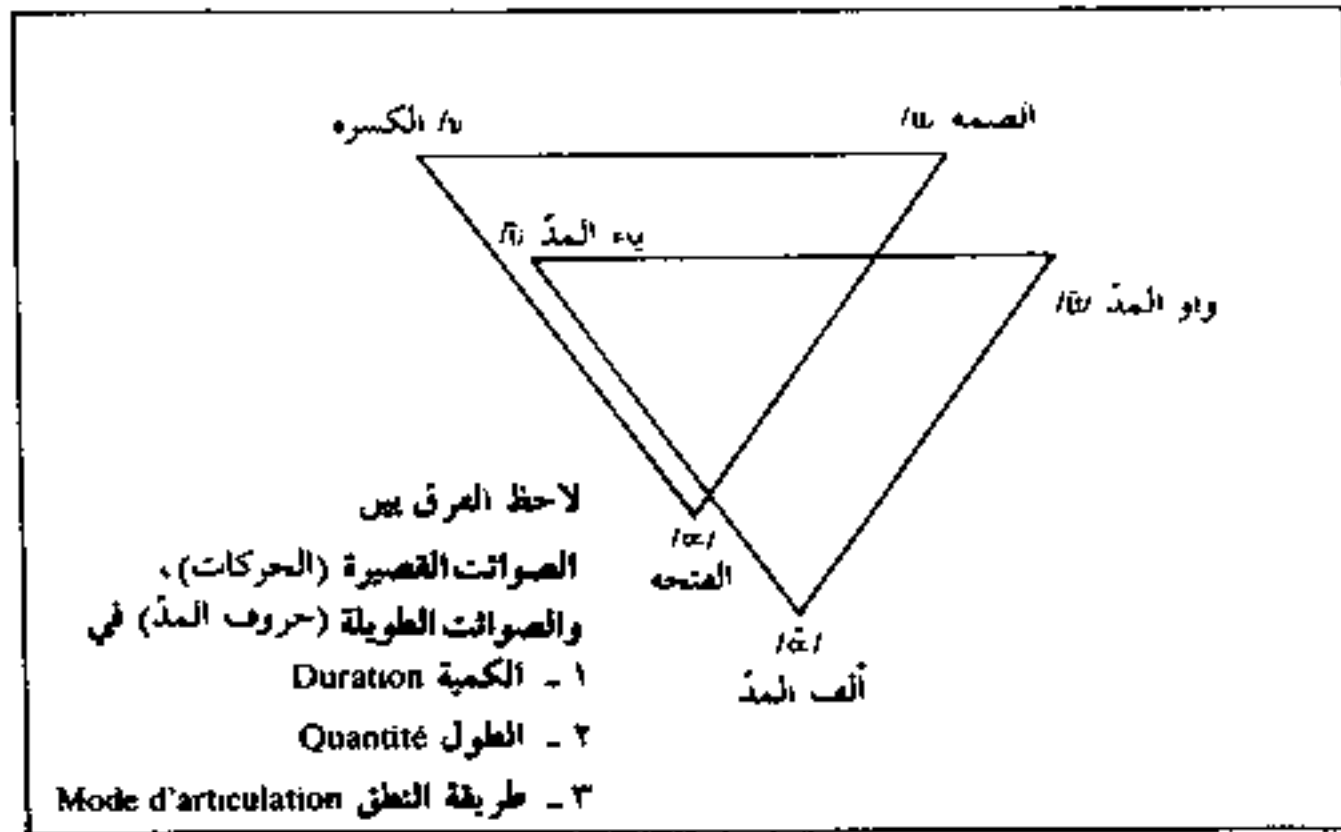 الكسره /i/
الصمه /u/
ياء المدّ /ī/
واو المدّ /ū/
/a/
الفتحه
/ā/
ألف المدّ
لاحظ الفرق بين
الصوائت القصيرة (الحركات)،
والصوائت الطويلة (حروف المدّ) في
١ ـ الكمية Duration
٢ ـ الطول Quantité
٣ ـ طريقة النطق Mode d'articulation